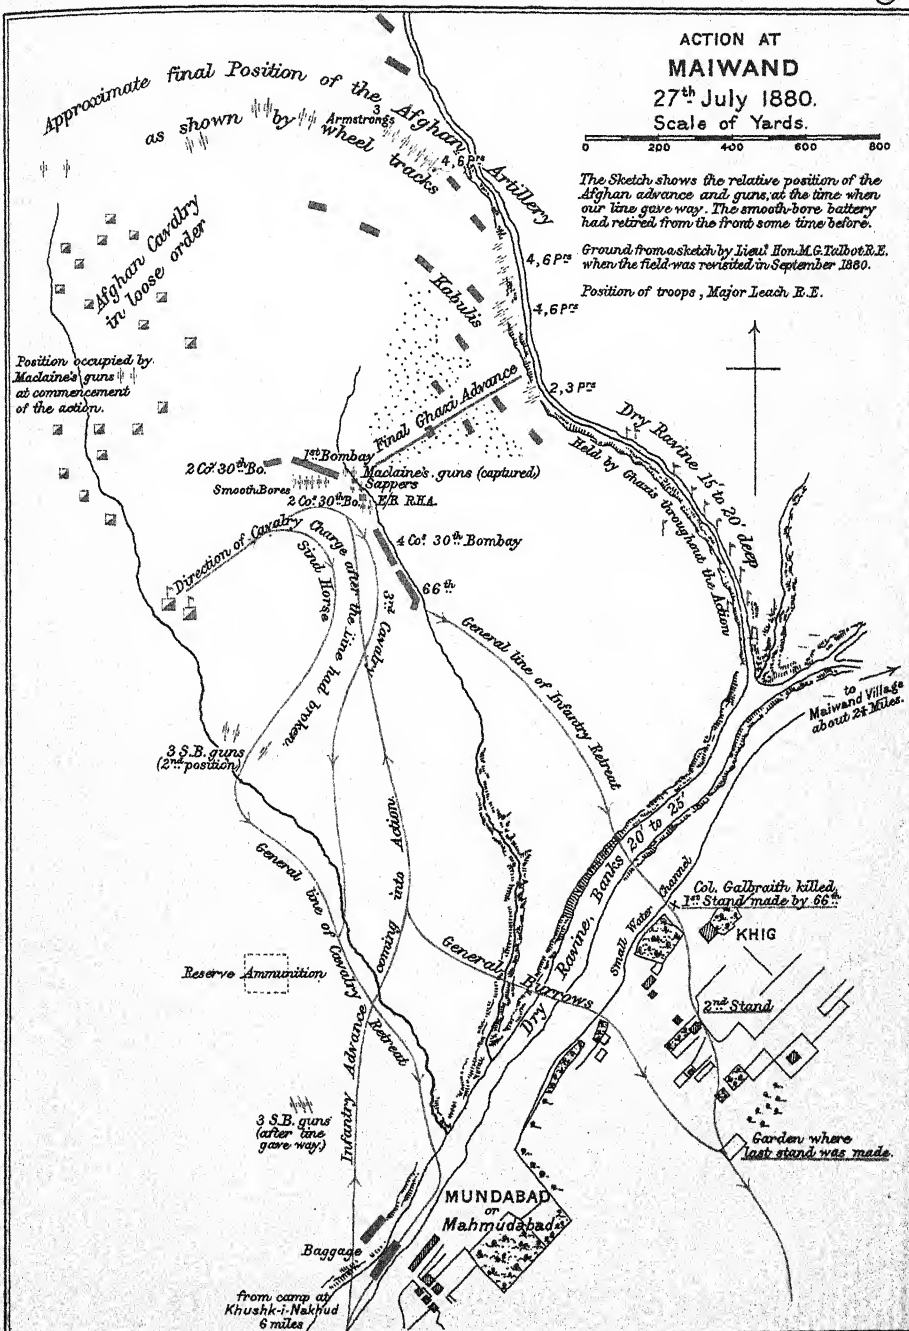 ACTION AT
MAIWAND
27th July 1880.
Scale of Yards.
0 200 400 600 800
The Sketch shows the relative position of the
Afghan advance and guns, at the time when
our line gave way. The smooth-bore battery
had retired from the front some time before.
Ground from a sketch by Lieut. Hon. M.G. Talbot R.E.
when the field was revisited in September 1880.
Position of troops, Major Leach R.E.
Approximate final Position of the Afghan Artillery
as shown by Armstrongs wheel tracks
3
4, 6 Prs
4, 6 Prs
4, 6 Prs
2, 3 Prs
Afghan Cavalry
in loose order
Kabulis
Position occupied by
Maclaine's guns
at commencement
of the action.
Final Ghazi Advance
Dry Ravine 15' to 20' deep
Held by Ghazis throughout the Action
1st Bombay
2 Cos 30th Bo.
Maclaine's guns (captured)
Sappers
Smooth Bores
2 Cos 30th Bo.
E/B RHA.
4 Cos 30th Bombay
66th
Direction of Cavalry Charge after the Line had broken.
Sind Horse
3rd Cavalry
General line of Infantry Retreat
to
Maiwand Village
about 2¼ Miles.
3 S.B. guns
(2nd position)
General line of Cavalry Retreat
Infantry Advance coming into Action
General Burrows
Dry Ravine, Banks 20' to 25'
Small Water Channel
Col. Galbraith killed,
1st Stand made by 66th
KHIG
2nd Stand
Reserve Ammunition
3 S.B. guns
(after line
gave way.)
Garden where
last stand was made.
MUNDABAD
or
Mahmudabad
Baggage
from camp at
Khushk-i-Nakhud
6 miles